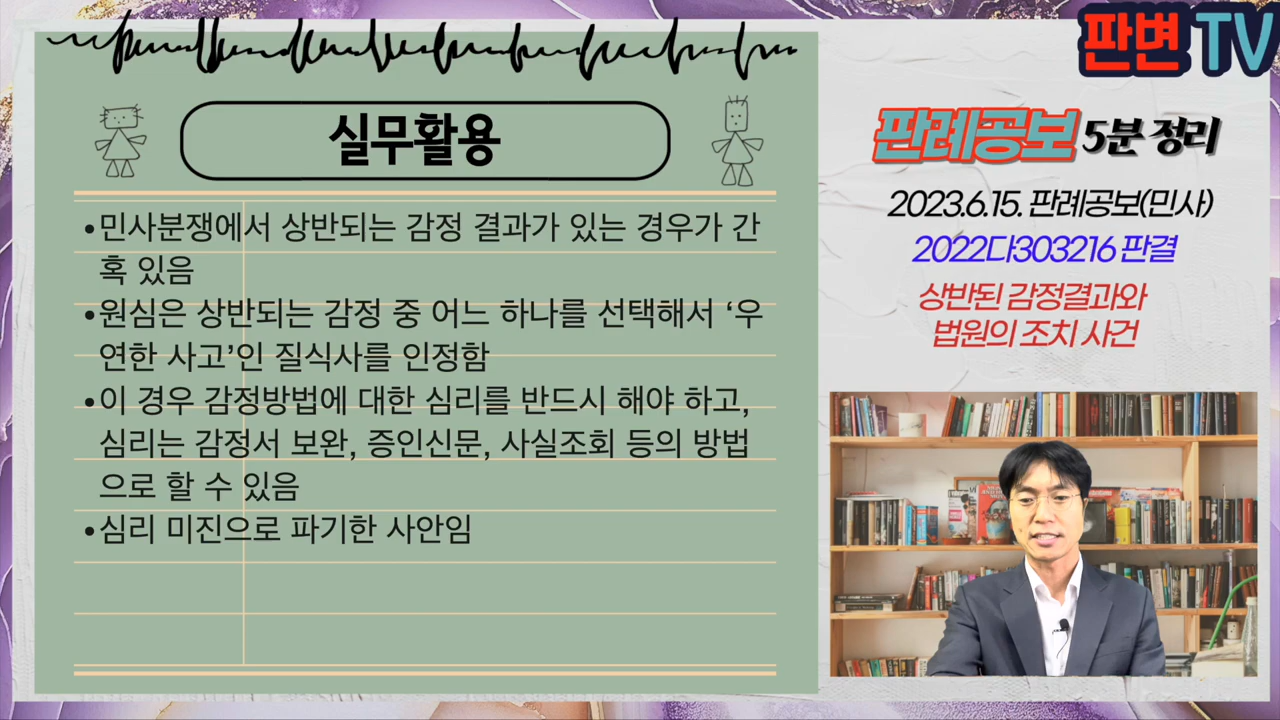 판변 TV
판례공보 5분 정리
2023.6.15. 판례공보(민사)
2022다303216 판결
상반된 감정결과와
법원의 조치 사건
실무활용
•민사분쟁에서 상반되는 감정 결과가 있는 경우가 간
혹 있음
•원심은 상반되는 감정 중 어느 하나를 선택해서 ‘우
연한 사고’인 질식사를 인정함
•이 경우 감정방법에 대한 심리를 반드시 해야 하고,
심리는 감정서 보완, 증인신문, 사실조회 등의 방법
으로 할 수 있음
•심리 미진으로 파기한 사안임